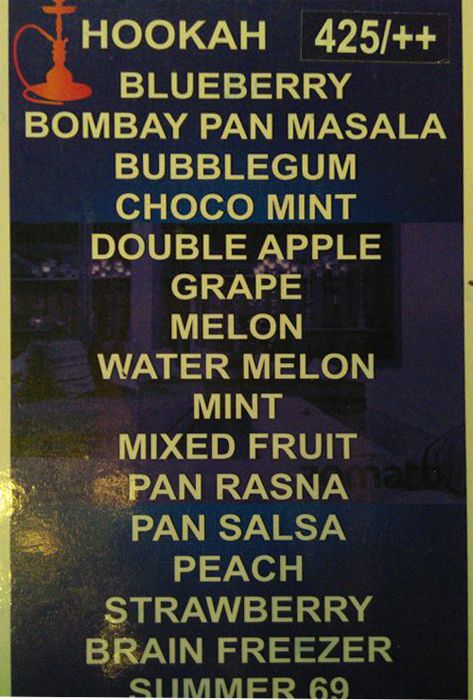 HOOKAH 425/++
BLUEBERRY
BOMBAY PAN MASALA
BUBBLEGUM
CHOCO MINT
DOUBLE APPLE
GRAPE
MELON
WATER MELON
MINT
MIXED FRUIT
zomato
PAN RASNA
PAN SALSA
PEACH
STRAWBERRY
BRAIN FREEZER
SUMMER 69